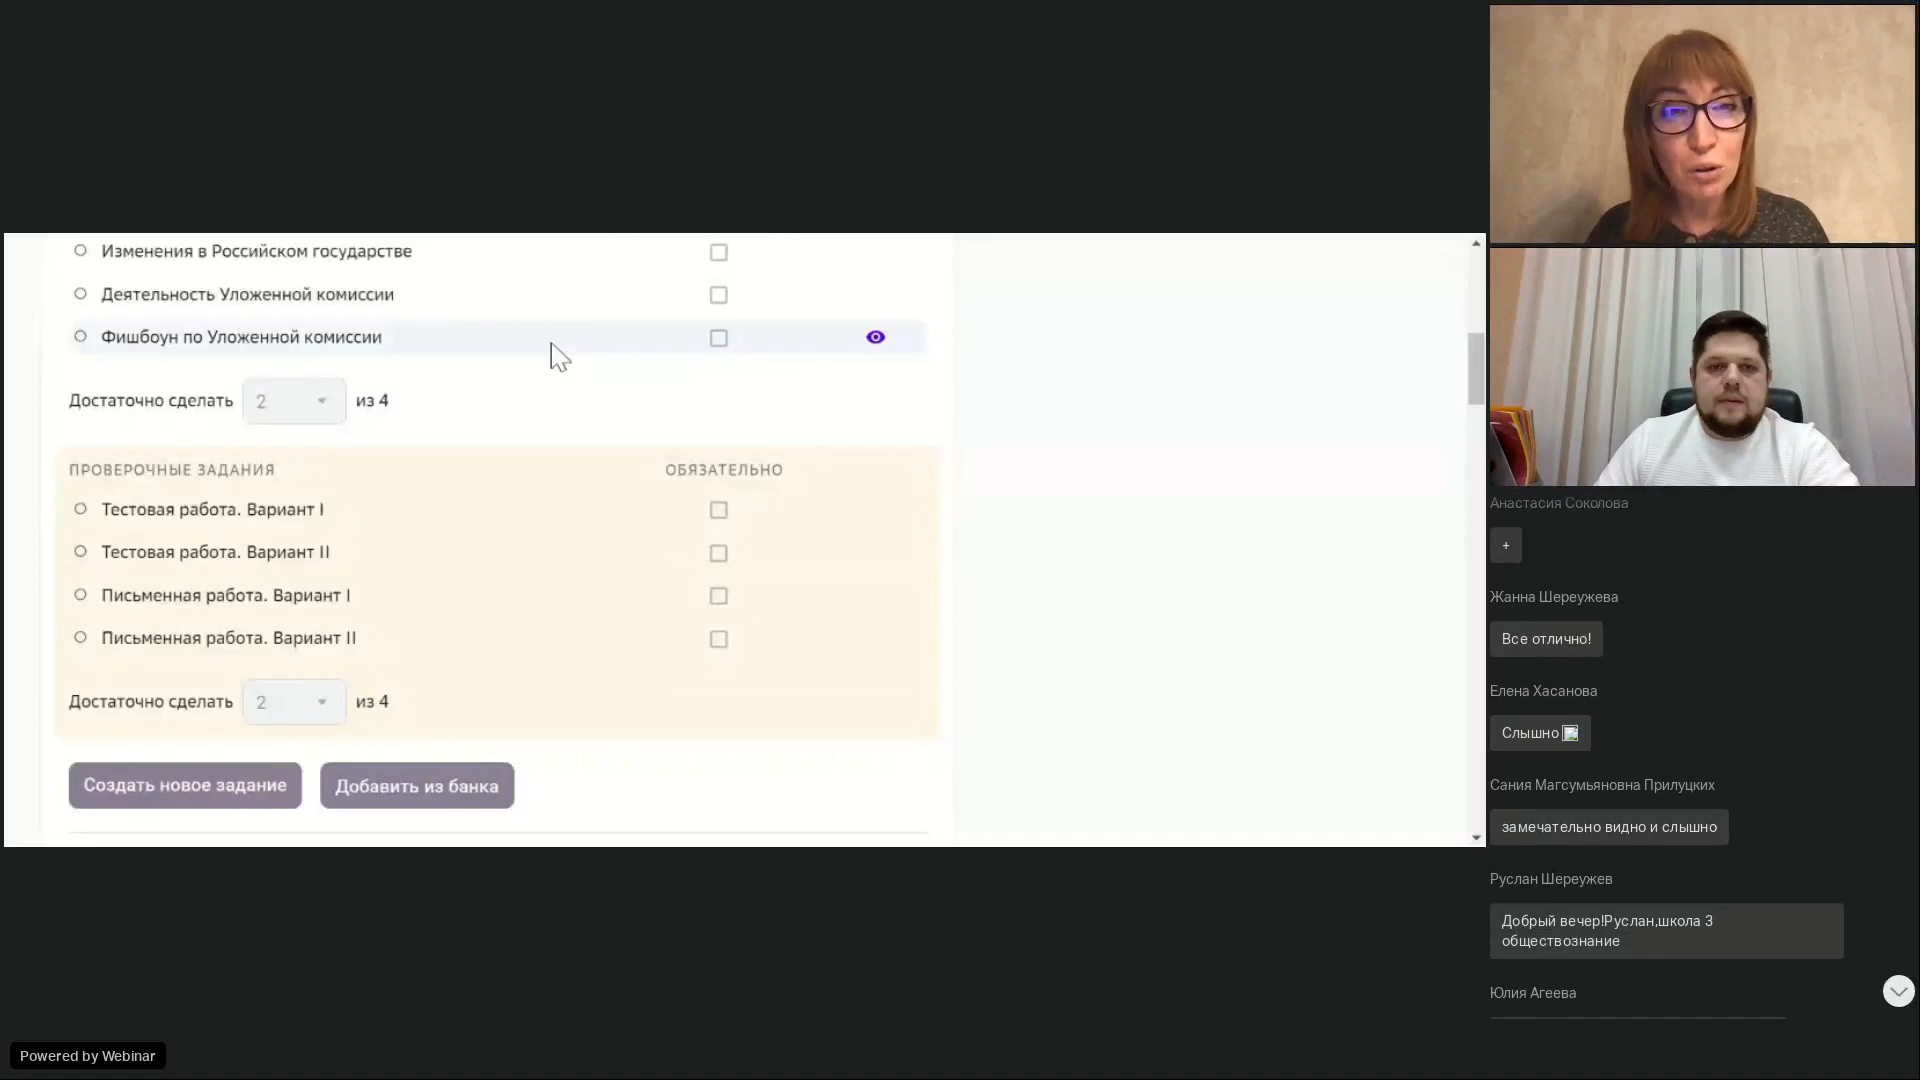 Изменения в Российском государстве
Деятельность Уложенной комиссии
Фишбоун по Уложенной комиссии
Достаточно сделать 2 из 4
ПРОВЕРОЧНЫЕ ЗАДАНИЯ ОБЯЗАТЕЛЬНО
Тестовая работа. Вариант I
Тестовая работа. Вариант II
Письменная работа. Вариант I
Письменная работа. Вариант II
Достаточно сделать 2 из 4
Создать новое задание Добавить из банка
Анастасия Соколова
+
Жанна Шереужева
Все отлично!
Елена Хасанова
Слышно
Сания Магсумьяновна Прилуцких
замечательно видно и слышно
Руслан Шереужев
Добрый вечер!Руслан,школа 3
обществознание
Юлия Агеева
Powered by Webinar